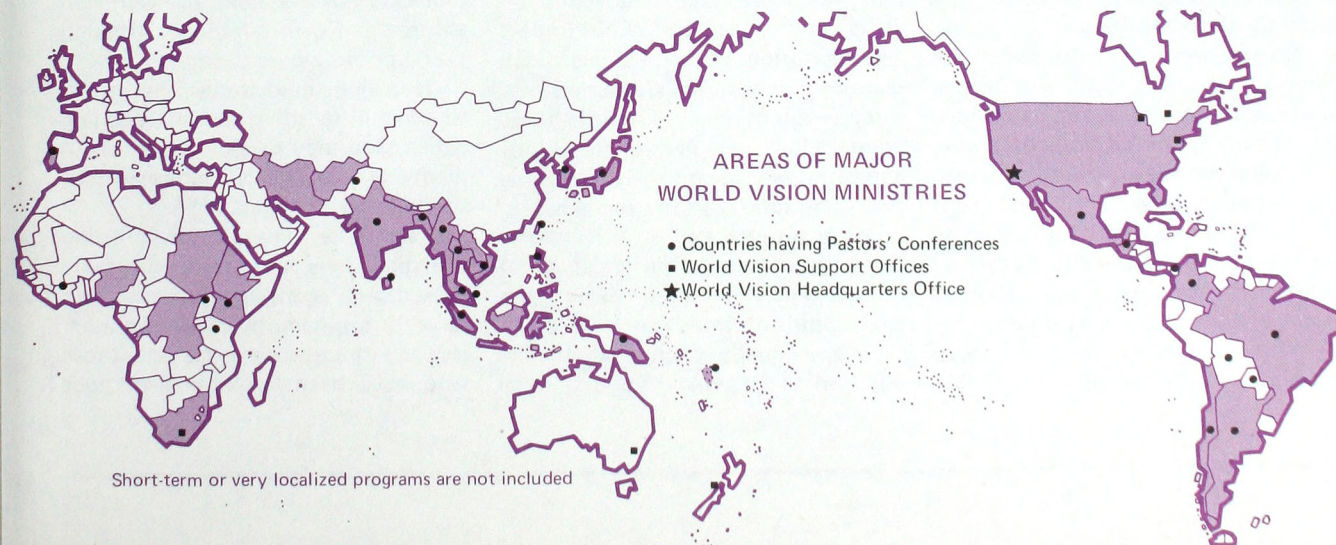 AREAS OF MAJOR
WORLD VISION MINISTRIES
Countries having Pastors' Conferences
World Vision Support Offices
World Vision Headquarters Office
Short-term or very localized programs are not included